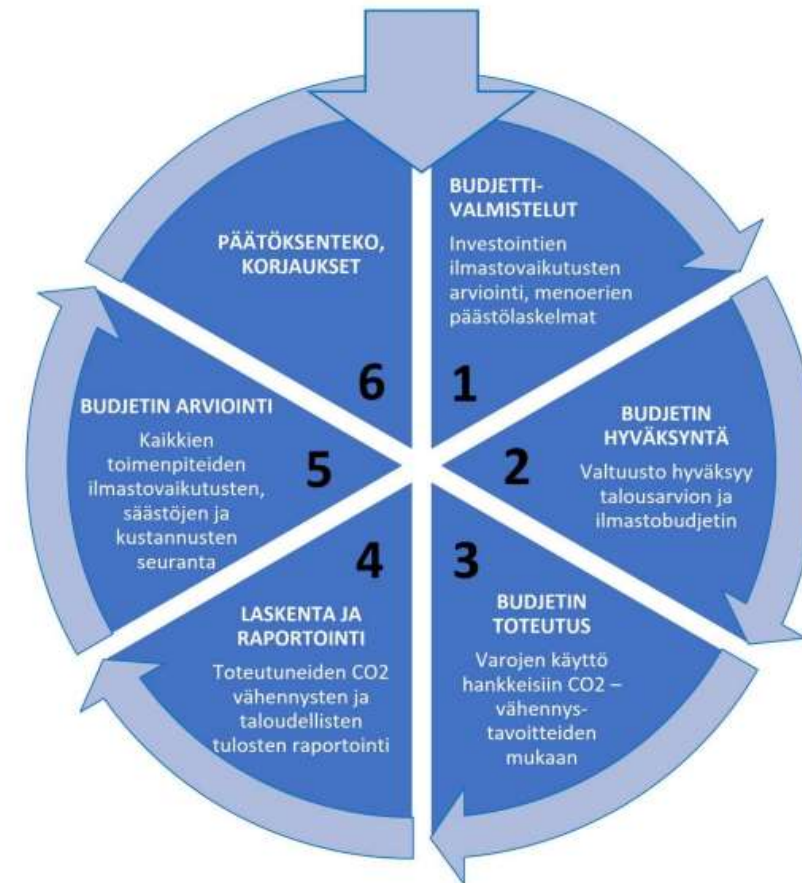 BUDJETTI-
VALMISTELUT
Investointien
ilmastovaikutusten
arviointi, menoerien
päästölaskelmat
1
BUDJETIN
HYVÄKSYNTÄ
Valtuusto hyväksyy
talousarvion ja
ilmastobudjetin
2
3
BUDJETIN
TOTEUTUS
Varojen käyttö
hankkeisiin CO2 –
vähennys-
tavoitteiden
mukaan
4
LASKENTA JA
RAPORTOINTI
Toteutuneiden CO2
vähennysten ja
taloudellisten
tulosten raportointi
BUDJETIN ARVIOINTI
Kaikkien
toimenpiteiden
ilmastovaikutusten,
säästöjen ja
kustannusten
seuranta
5
PÄÄTÖKSENTEKO,
KORJAUKSET
6